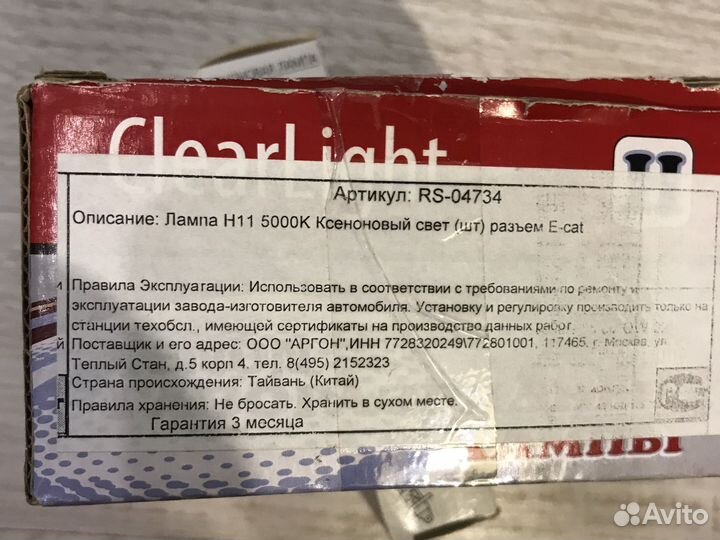 ClearLight
H
Артикул: RS-04734
Описание: Лампа H11 5000K Ксеноновый свет (шт) разъем E-cat
Правила Эксплуатации: Использовать в соответствии с требованиями по ремонту и
эксплуатации завода-изготовителя автомобиля. Установку и регулировку производить только на
станции техобсл., имеющей сертификаты на производство данных работ.
Поставщик и его адрес: ООО "АРГОН",ИНН 7728320249\772801001, 117465, г. Москва, ул
Теплый Стан, д.5 корп 4. тел. 8(495) 2152323
Страна происхождения: Тайвань (Китай)
Правила хранения: Не бросать. Хранить в сухом месте.
Гарантия 3 месяца
ЛАМПЫ
Avito